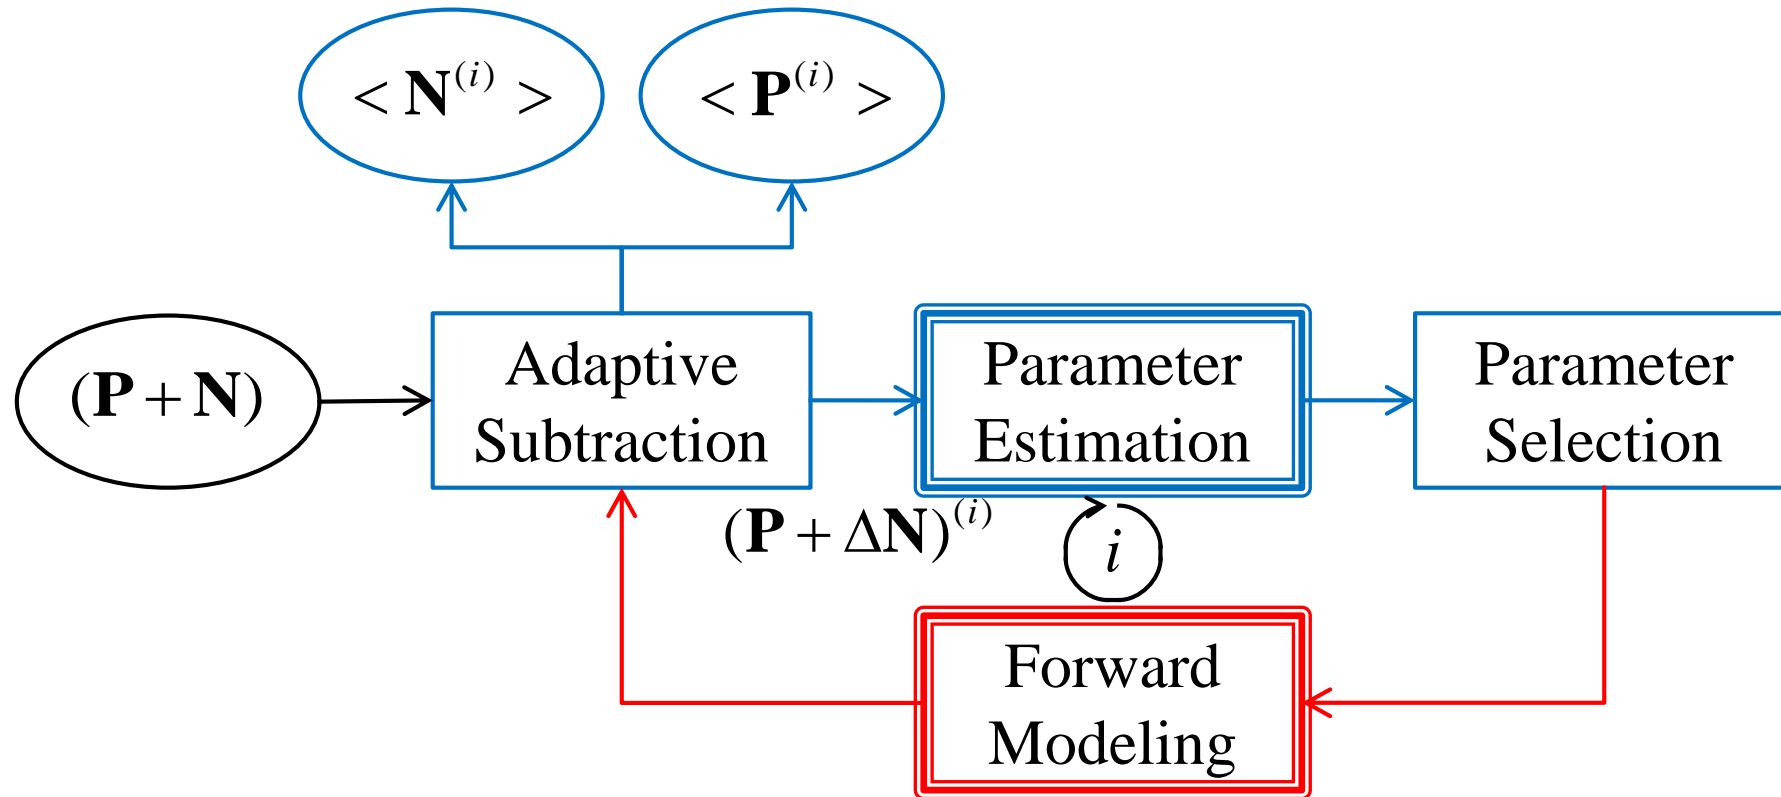 < N^(i) >
< P^(i) >
(P + N)
Adaptive
Subtraction
Parameter
Estimation
Parameter
Selection
(P + ΔN)^(i)
i
Forward
Modeling